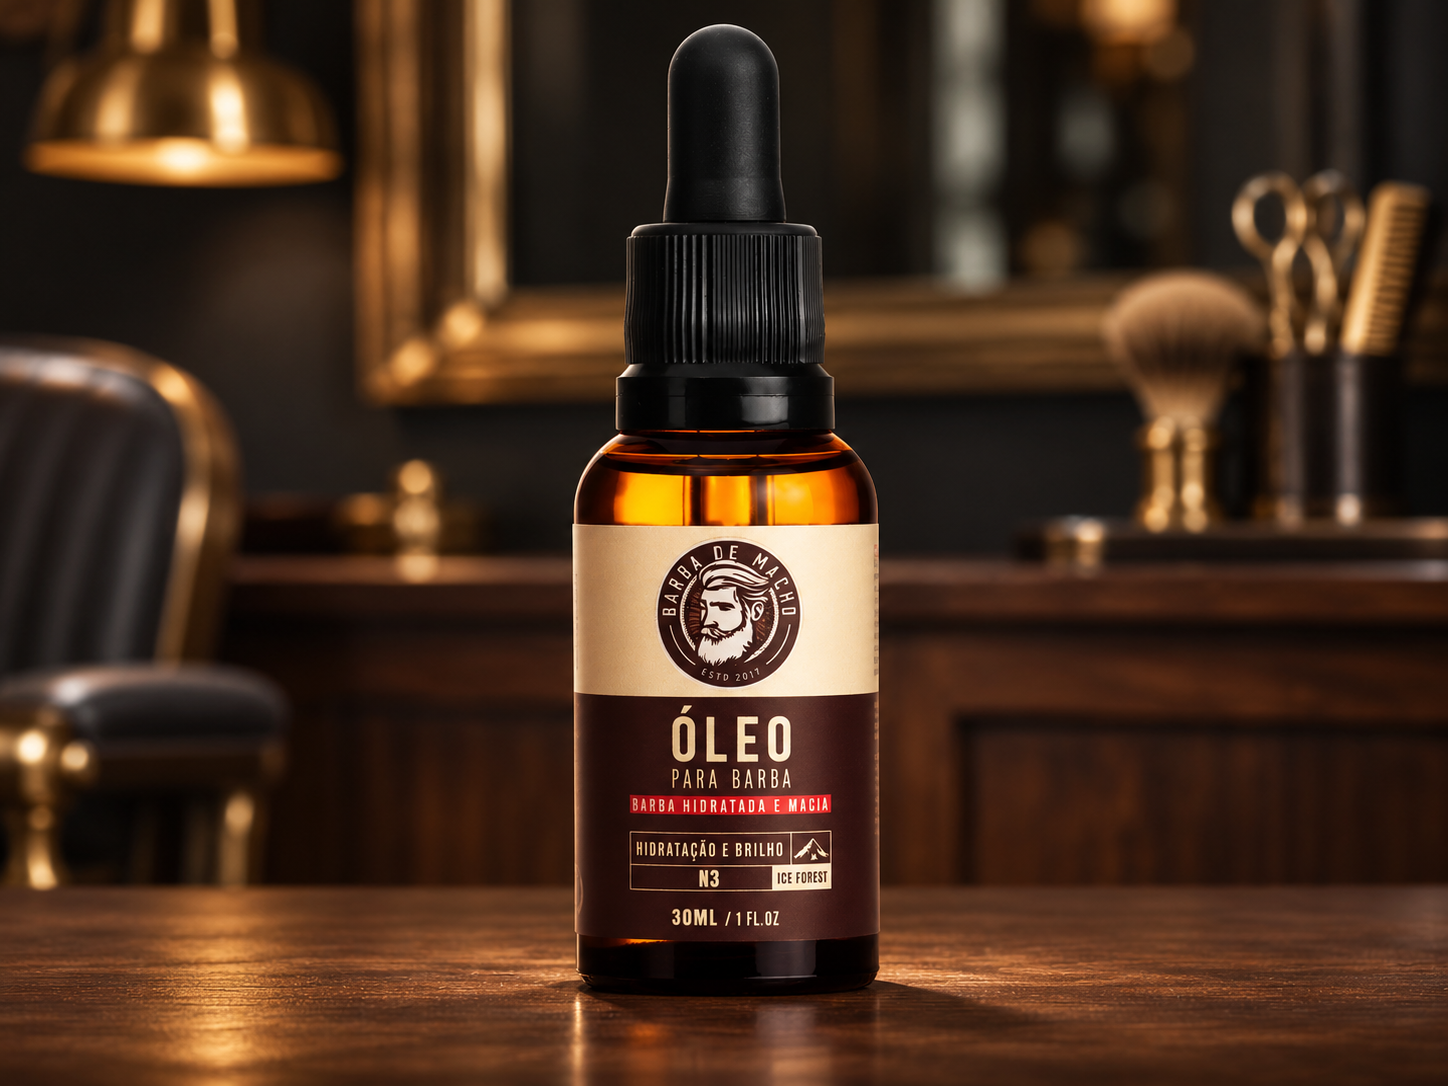 BARBA DE MACHO
ESTD 2017
ÓLEO
PARA BARBA
BARBA HIDRATADA E MACIA
HIDRATAÇÃO E BRILHO
N3
ICE FOREST
30ML / 1 FL.OZ